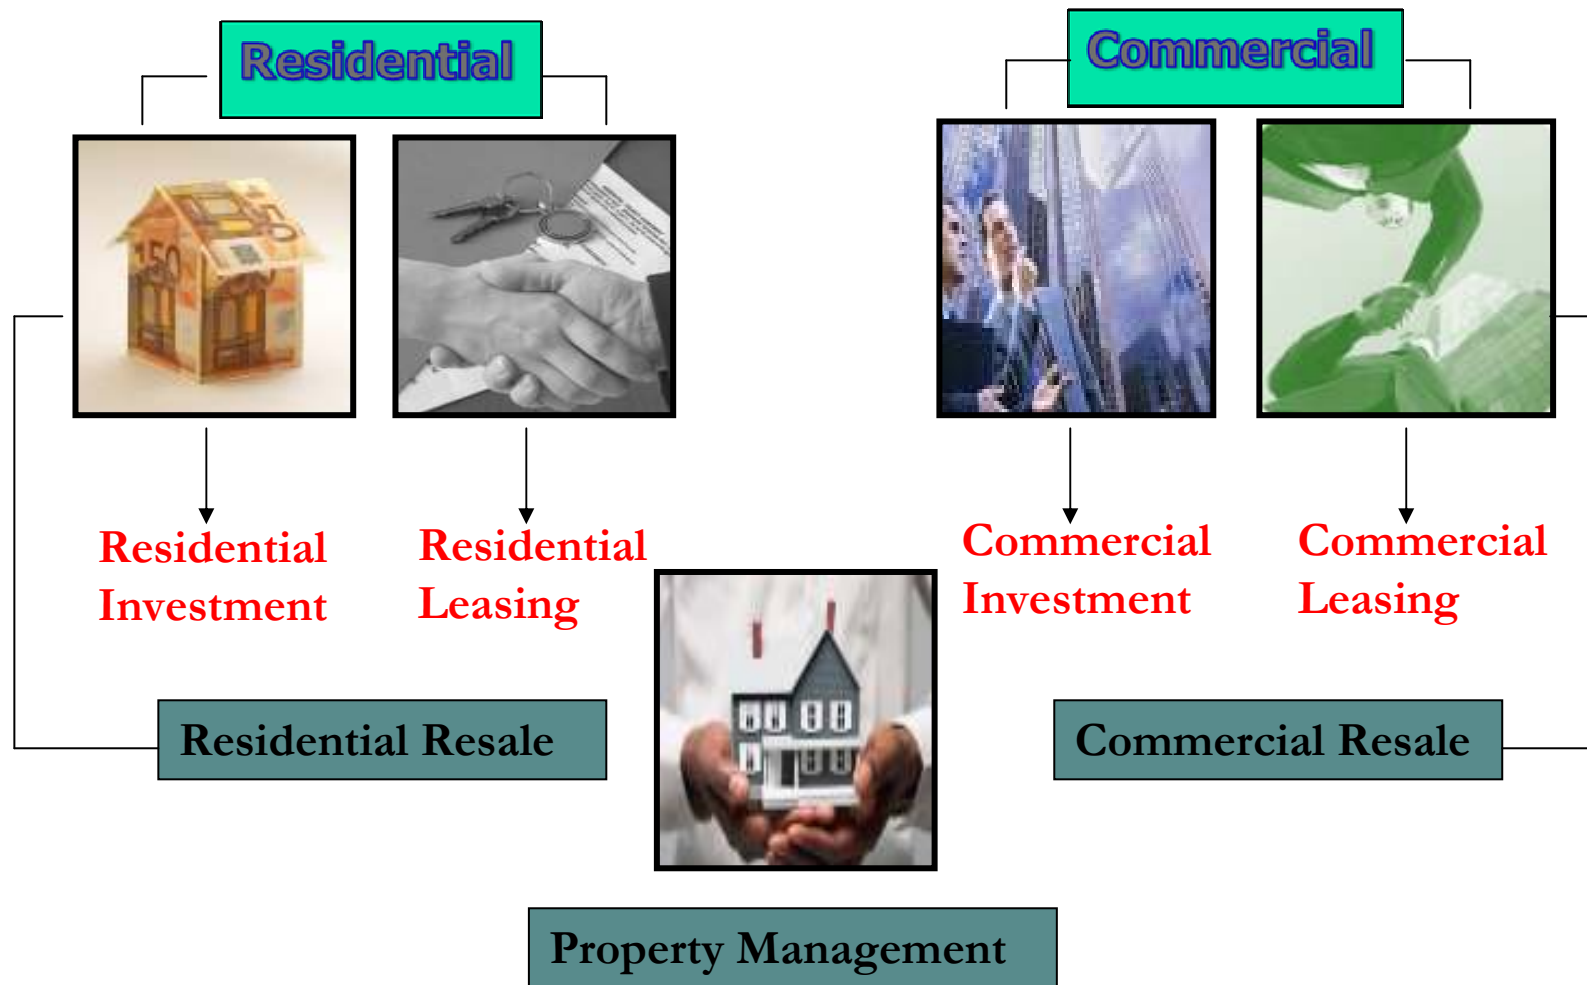 Residential
Commercial
Residential
Investment
Residential
Leasing
Commercial
Investment
Commercial
Leasing
Residential Resale
Commercial Resale
Property Management